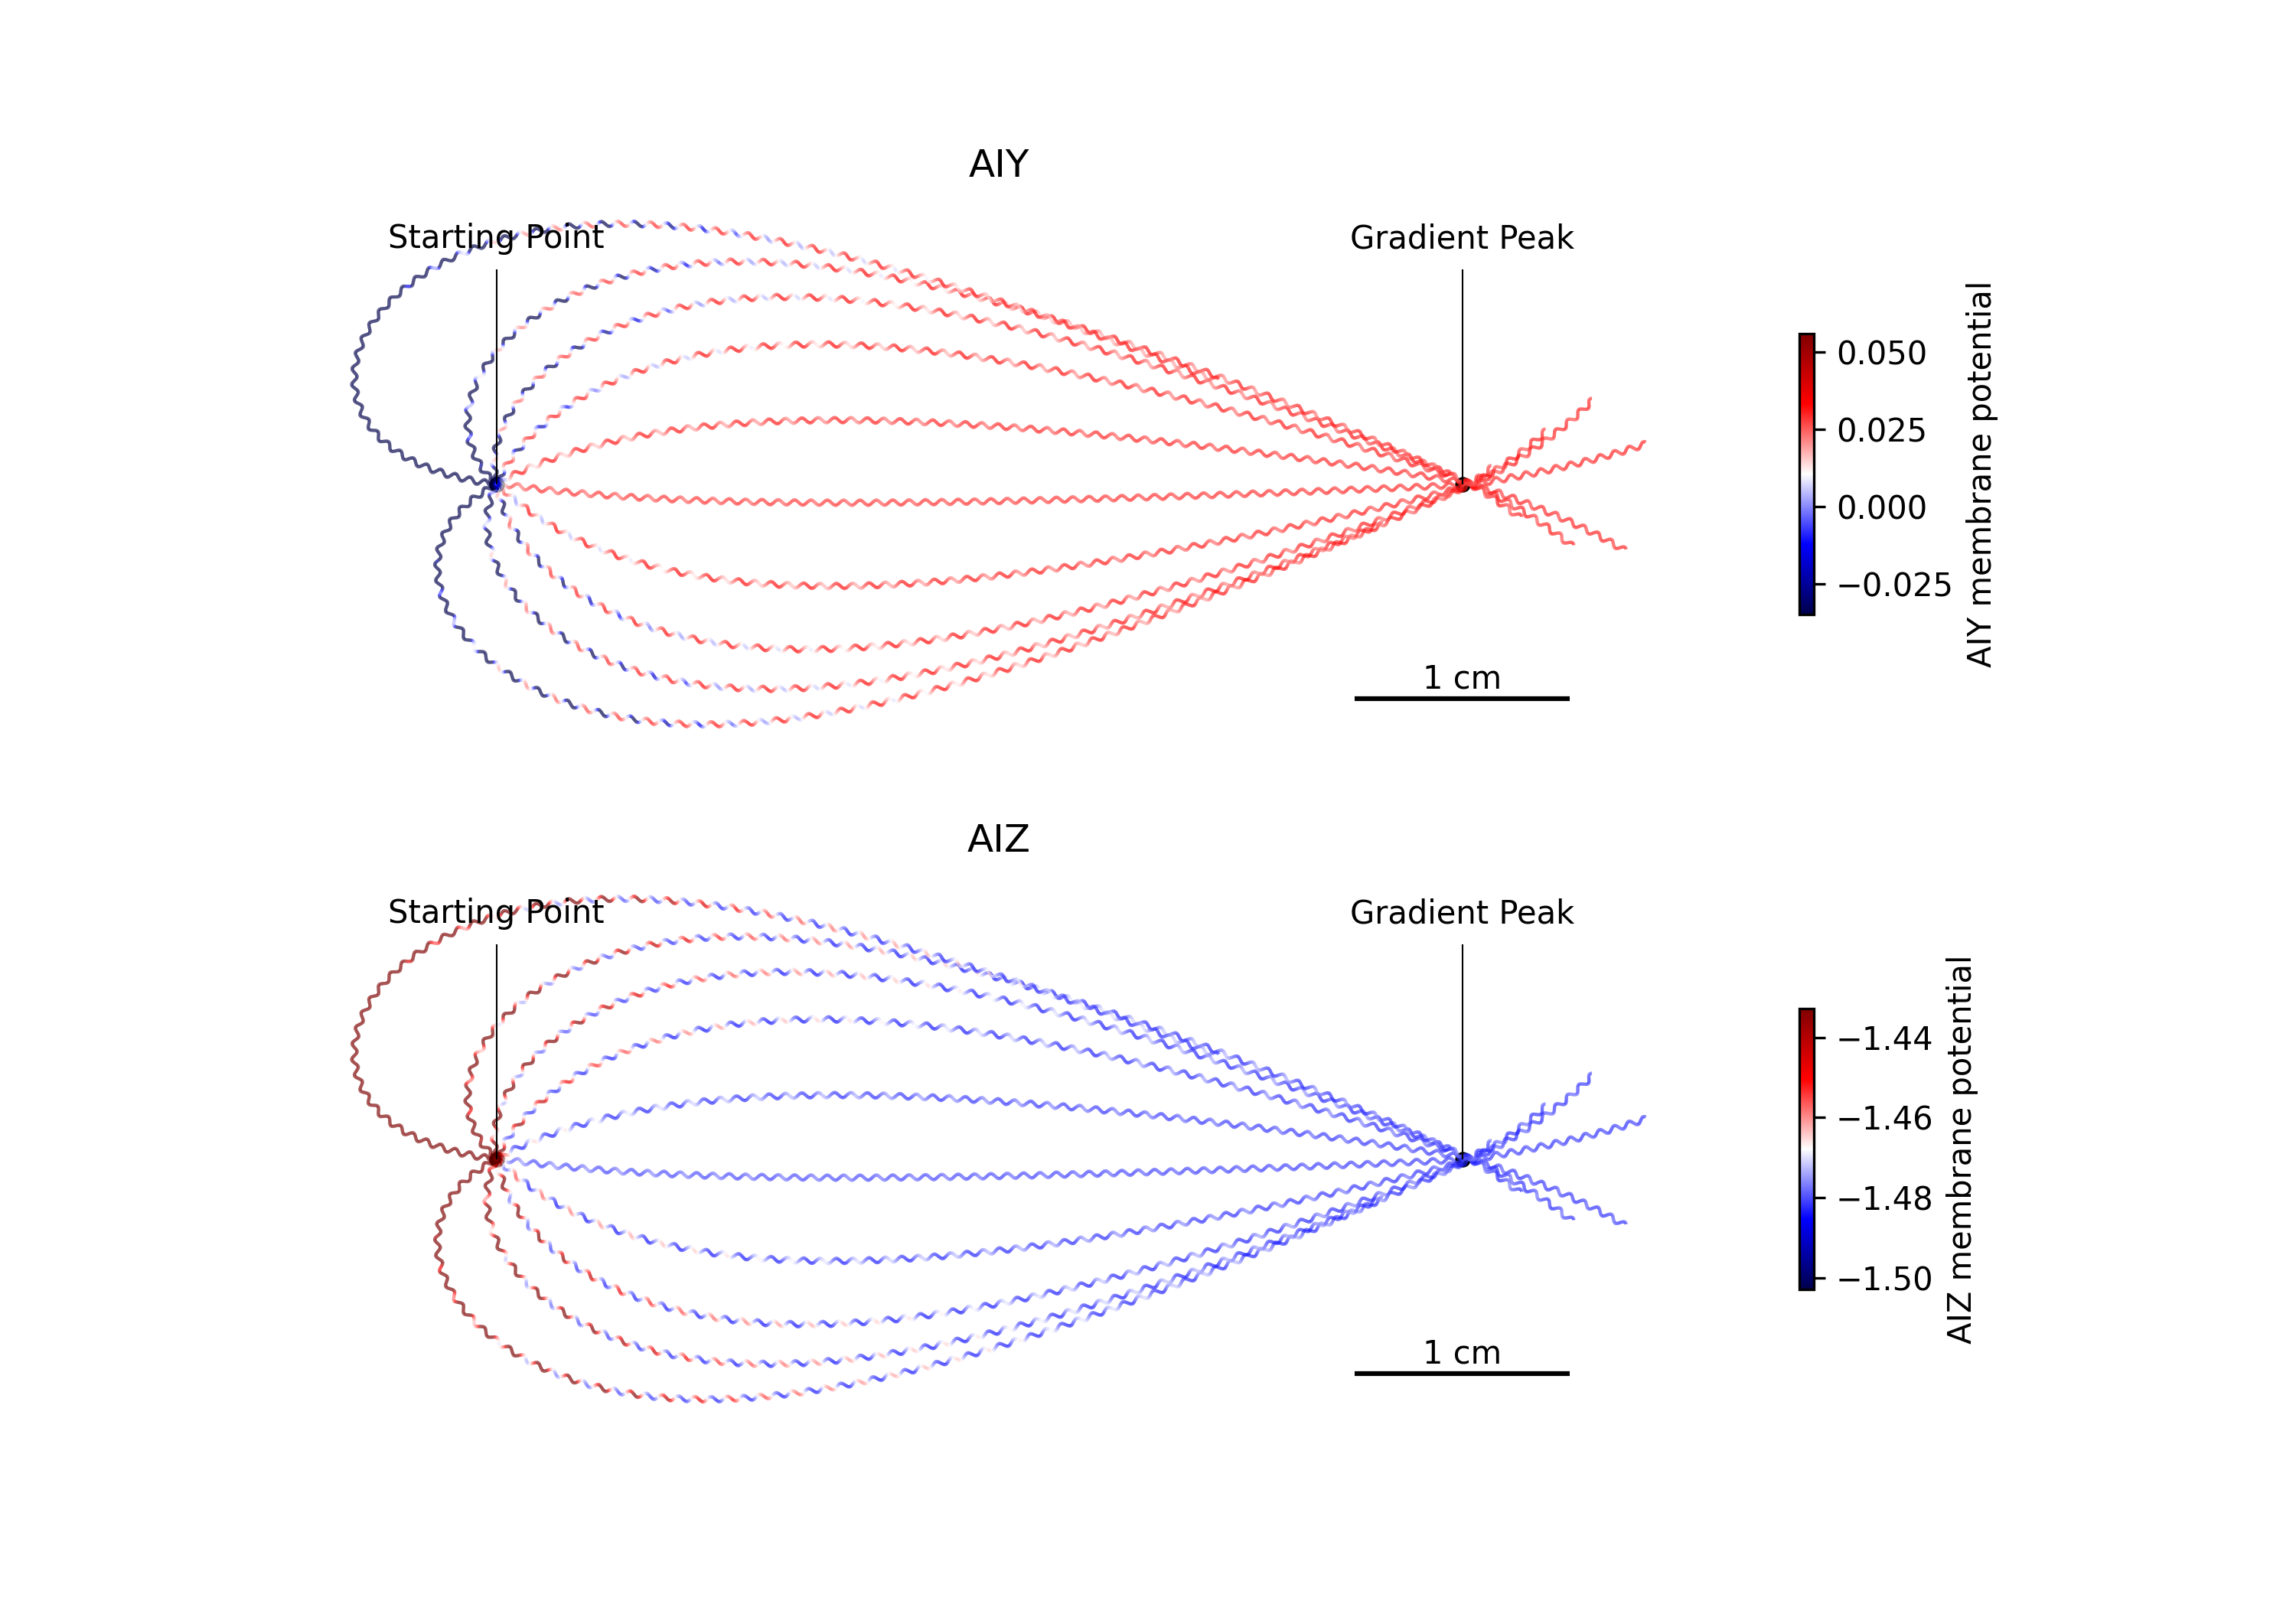 AIY
Starting Point
Gradient Peak
0.050
0.025
0.000
−0.025
AIY membrane potential
1 cm
AIZ
Starting Point
Gradient Peak
−1.44
−1.46
−1.48
−1.50
AIZ membrane potential
1 cm